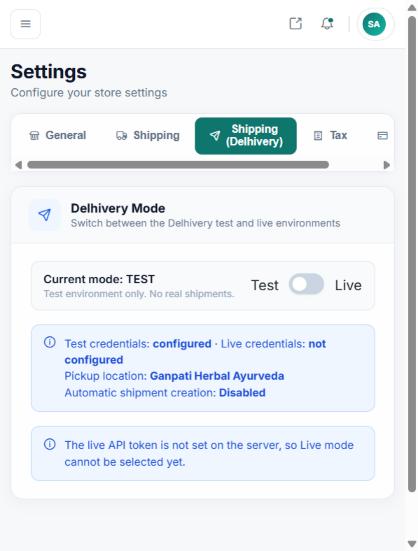 SA
Settings
Configure your store settings
General
Shipping
Shipping
(Delhivery)
Tax
Delhivery Mode
Switch between the Delhivery test and live environments
Current mode: TEST
Test environment only. No real shipments.
Test
Live
Test credentials: configured · Live credentials: not
configured
Pickup location: Ganpati Herbal Ayurveda
Automatic shipment creation: Disabled
The live API token is not set on the server, so Live mode
cannot be selected yet.